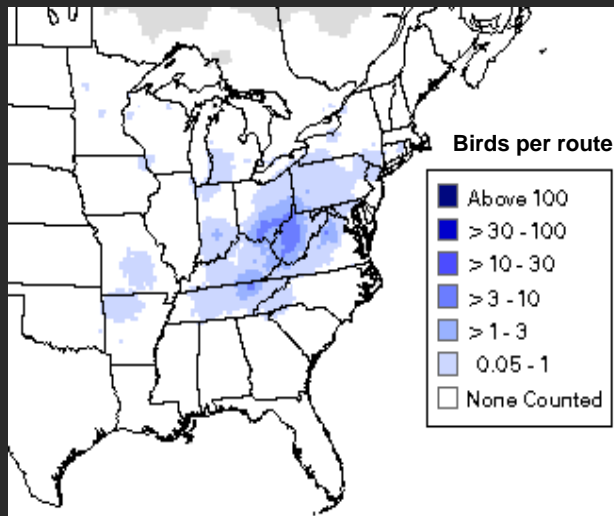 Birds per route
Above 100
>30 - 100
>10 - 30
>3 - 10
>1 - 3
0.05 - 1
None Counted